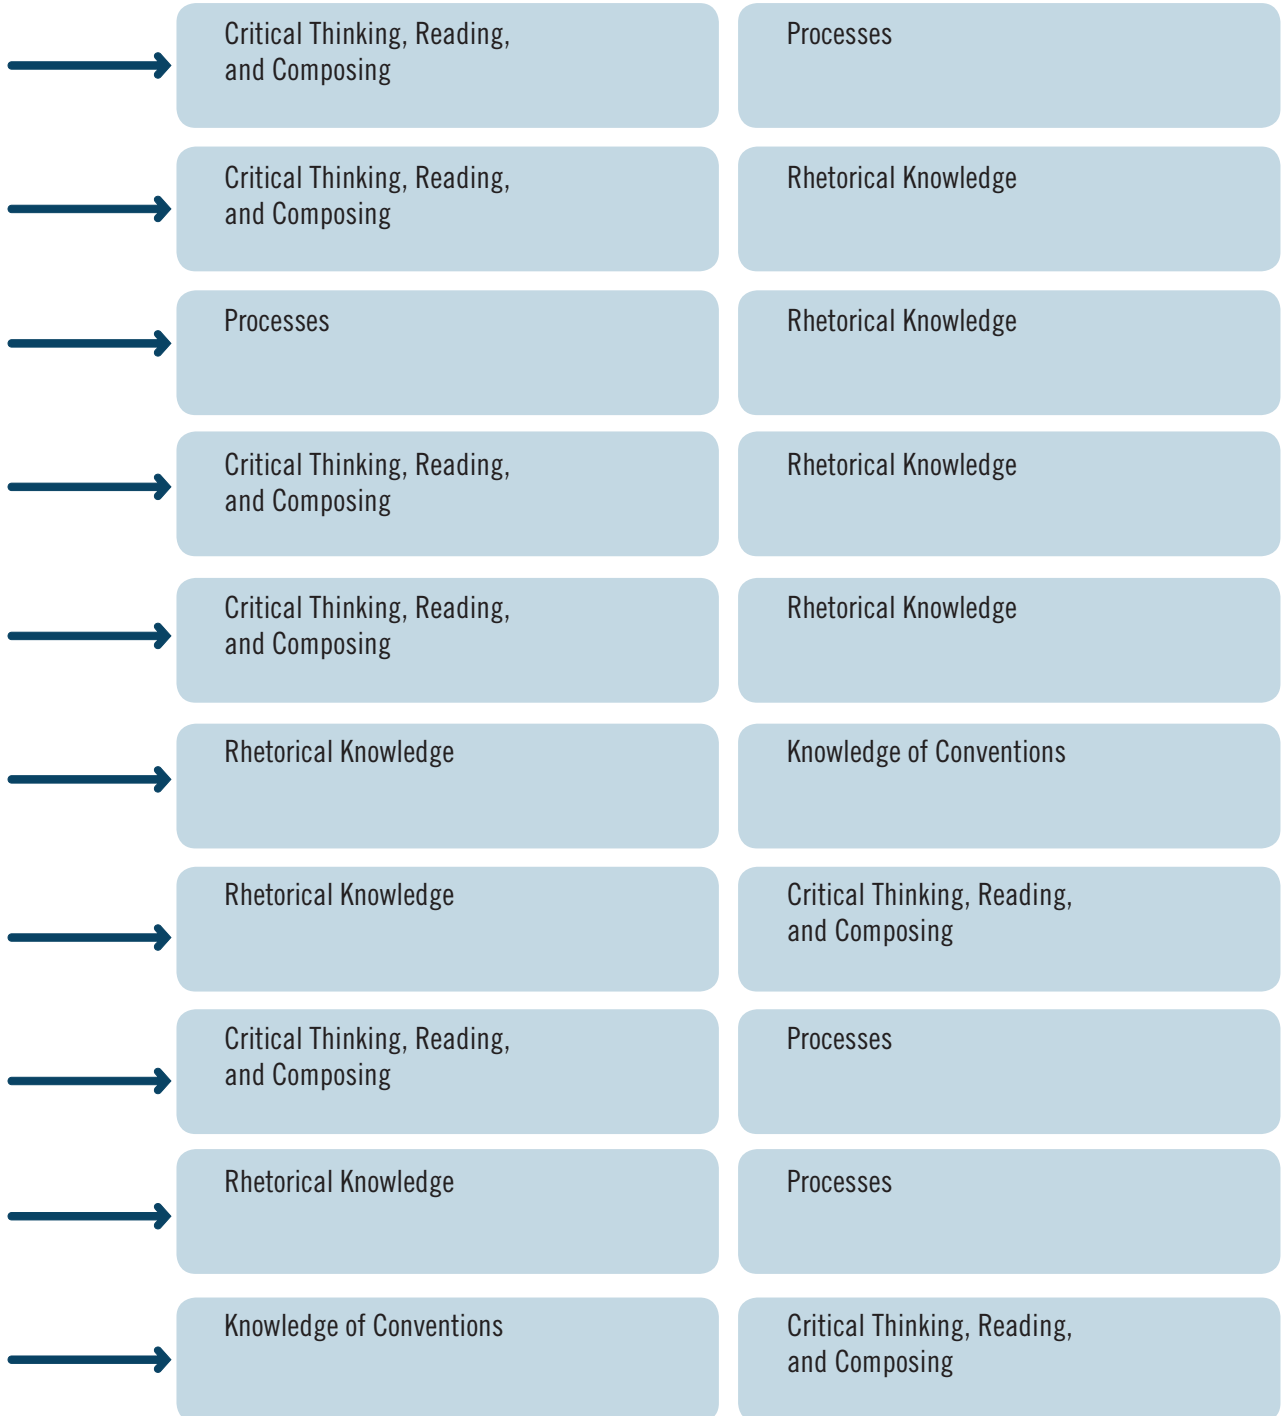 Critical Thinking, Reading,
and Composing
Processes
Critical Thinking, Reading,
and Composing
Rhetorical Knowledge
Processes
Rhetorical Knowledge
Critical Thinking, Reading,
and Composing
Rhetorical Knowledge
Critical Thinking, Reading,
and Composing
Rhetorical Knowledge
Rhetorical Knowledge
Knowledge of Conventions
Rhetorical Knowledge
Critical Thinking, Reading,
and Composing
Critical Thinking, Reading,
and Composing
Processes
Rhetorical Knowledge
Processes
Knowledge of Conventions
Critical Thinking, Reading,
and Composing